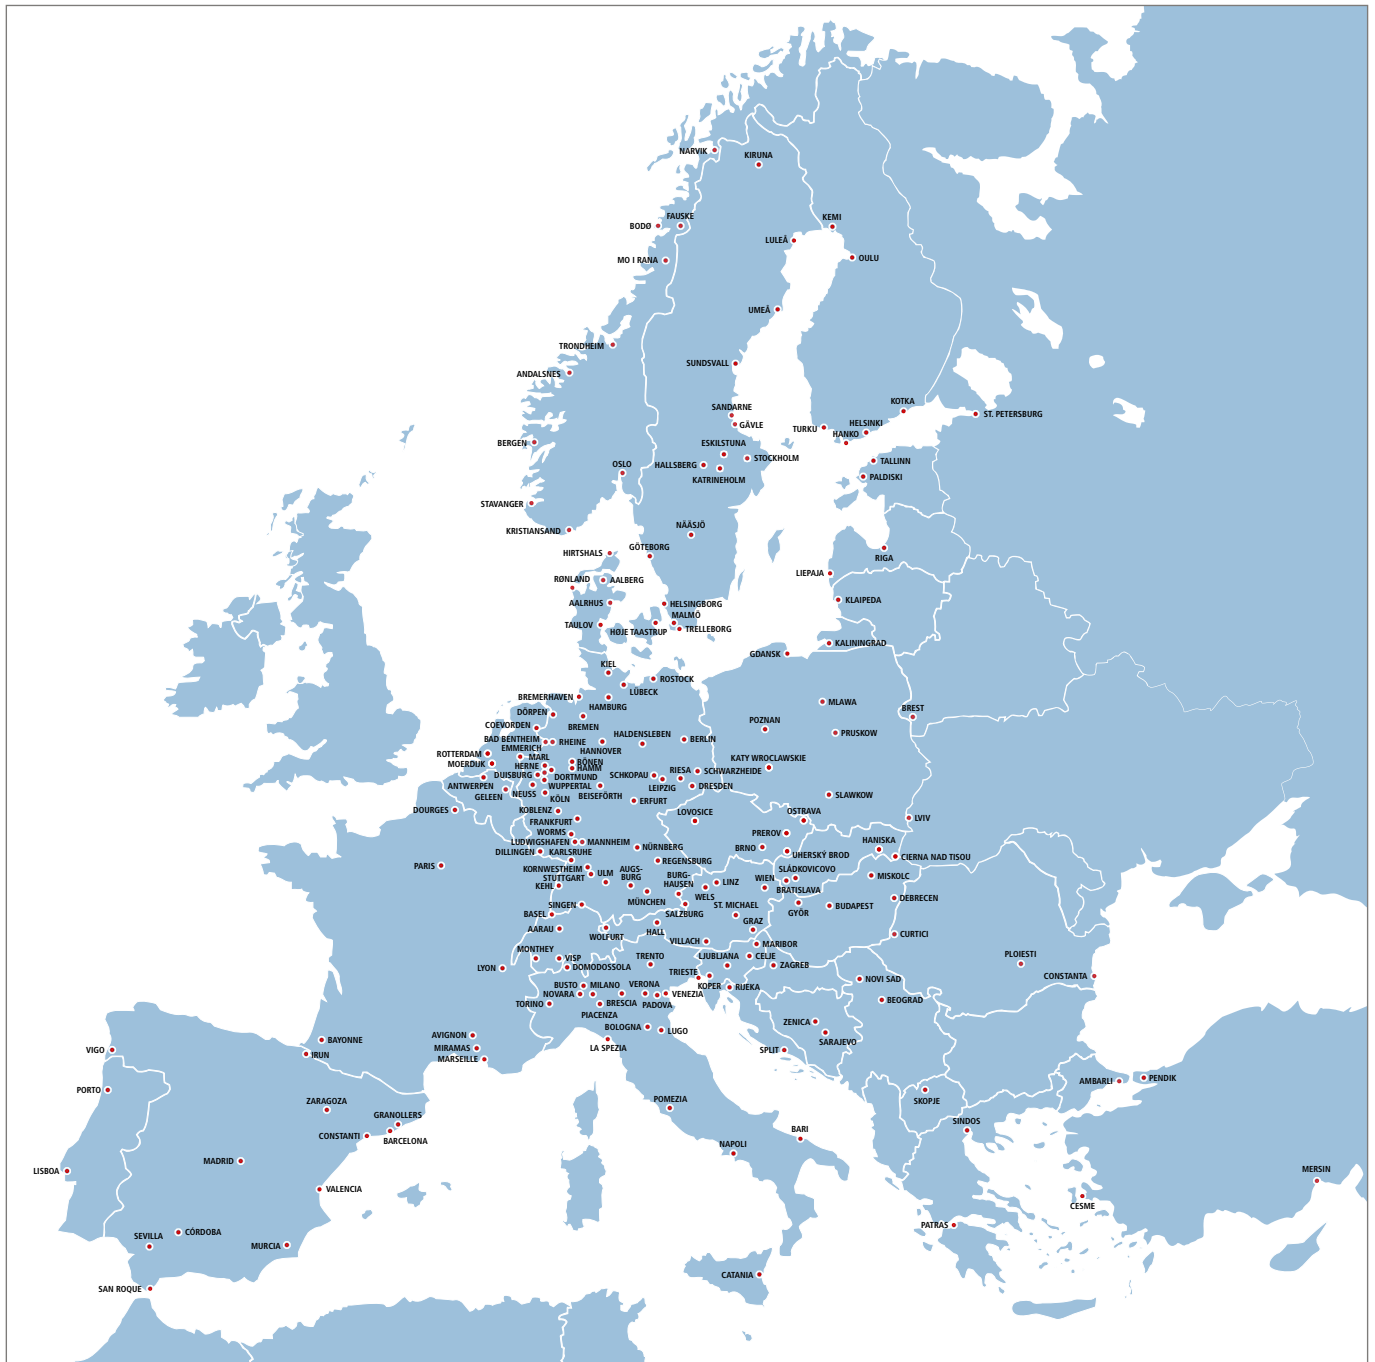 NARVIK
KIRUNA
FAUSKE
BODØ
KEMI
LULEÅ
OULU
MO I RANA
UMEÅ
TRONDHEIM
SUNDSVALL
ANDALSNES
SANDARNE
KOTKA
ST. PETERSBURG
GÄVLE
TURKU
HELSINKI
HANKO
BERGEN
ESKILSTUNA
STOCKHOLM
OSLO
HALLSBERG
TALLINN
KATRINEHOLM
PALDISKI
STAVANGER
NÄÄSJÖ
KRISTIANSAND
GÖTEBORG
HIRTSHALS
RIGA
LIEPAJA
RØNLAND
AALBERG
AALRHUS
HELSINGBORG
KLAIPEDA
MALMÖ
TAULOV
HØJE TAASTRUP
TRELLEBORG
KALININGRAD
GDANSK
KIEL
ROSTOCK
LÜBECK
BREMERHAVEN
MLAWA
HAMBURG
BREST
DÖRPEN
COEVORDEN
BREMEN
POZNAN
HALDENSLEBEN
PRUSKOW
BAD BENTHEIM
RHEINE
BERLIN
EMMERICH
HANNOVER
ROTTERDAM
MARL
KATY WROCLAWSKIE
MOERDIJK
BÖNEN
HERNE
HAMM
RIESA
SCHWARZHEIDE
DUISBURG
DORTMUND
SCHKOPAU
ANTWERPEN
WUPPERTAL
LEIPZIG
DRESDEN
GELEEN
NEUSS
KÖLN
BEISEFÖRTH
SLAWKOW
ERFURT
DOURGES
KOBLENZ
LOVOSICE
OSTRAVA
LVIV
FRANKFURT
WORMS
PREROV
LUDWIGSHAFEN
MANNHEIM
HANISKA
DILLINGEN
KARLSRUHE
NÜRNBERG
BRNO
UHERSKÝ BROD
CIERNA NAD TISOU
PARIS
REGENSBURG
KORNWESTHEIM
ULM
AUGS-
BURG
SLÁDKOVICOVO
STUTTGART
BURG-
HAUSEN
LINZ
WIEN
MISKOLC
KEHL
BRATISLAVA
MÜNCHEN
WELS
DEBRECEN
SINGEN
ST. MICHAEL
GYÖR
BUDAPEST
BASEL
SALZBURG
GRAZ
AARAU
HALL
WOLFURT
VILLACH
CURTICI
MARIBOR
MONTHEY
VISP
TRENTO
LJUBLJANA
CELJE
PLOIESTI
LYON
DOMODOSSOLA
TRIESTE
ZAGREB
CONSTANTA
BUSTO
MILANO
VERONA
KOPER
RIJEKA
NOVI SAD
NOVARA
VENEZIA
TORINO
BRESCIA
PADOVA
BEOGRAD
PIACENZA
ZENICA
BOLOGNA
LUGO
AVIGNON
BAYONNE
SARAJEVO
LA SPEZIA
MIRAMAS
VIGO
SPLIT
IRUN
MARSEILLE
PENDIK
AMBARLI
PORTO
SKOPJE
ZARAGOZA
POMEZIA
GRANOLLERS
SINDOS
BARI
CONSTANTI
BARCELONA
NAPOLI
MADRID
LISBOA
MERSIN
VALENCIA
CESME
PATRAS
CÓRDOBA
SEVILLA
MURCIA
CATANIA
SAN ROQUE